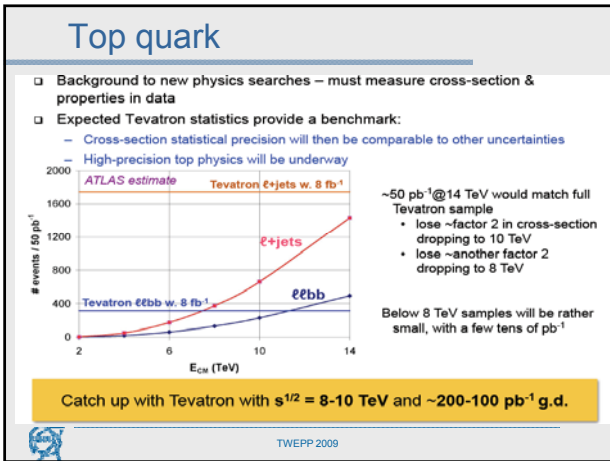 Top quark
❑ Background to new physics searches – must measure cross-section &
properties in data
❑ Expected Tevatron statistics provide a benchmark:
– Cross-section statistical precision will then be comparable to other uncertainties
– High-precision top physics will be underway
2000
1600
1200
800
400
0
# events / 50 pb⁻¹
ATLAS estimate
Tevatron ℓ+jets w. 8 fb⁻¹
ℓ+jets
Tevatron ℓℓbb w. 8 fb⁻¹
ℓℓbb
2
6
10
14
E_CM (TeV)
~50 pb⁻¹@14 TeV would match full
Tevatron sample
• lose ~factor 2 in cross-section
dropping to 10 TeV
• lose ~another factor 2
dropping to 8 TeV
Below 8 TeV samples will be rather
small, with a few tens of pb⁻¹
Catch up with Tevatron with s^1/2 = 8-10 TeV and ~200-100 pb⁻¹ g.d.
TWEPP 2009